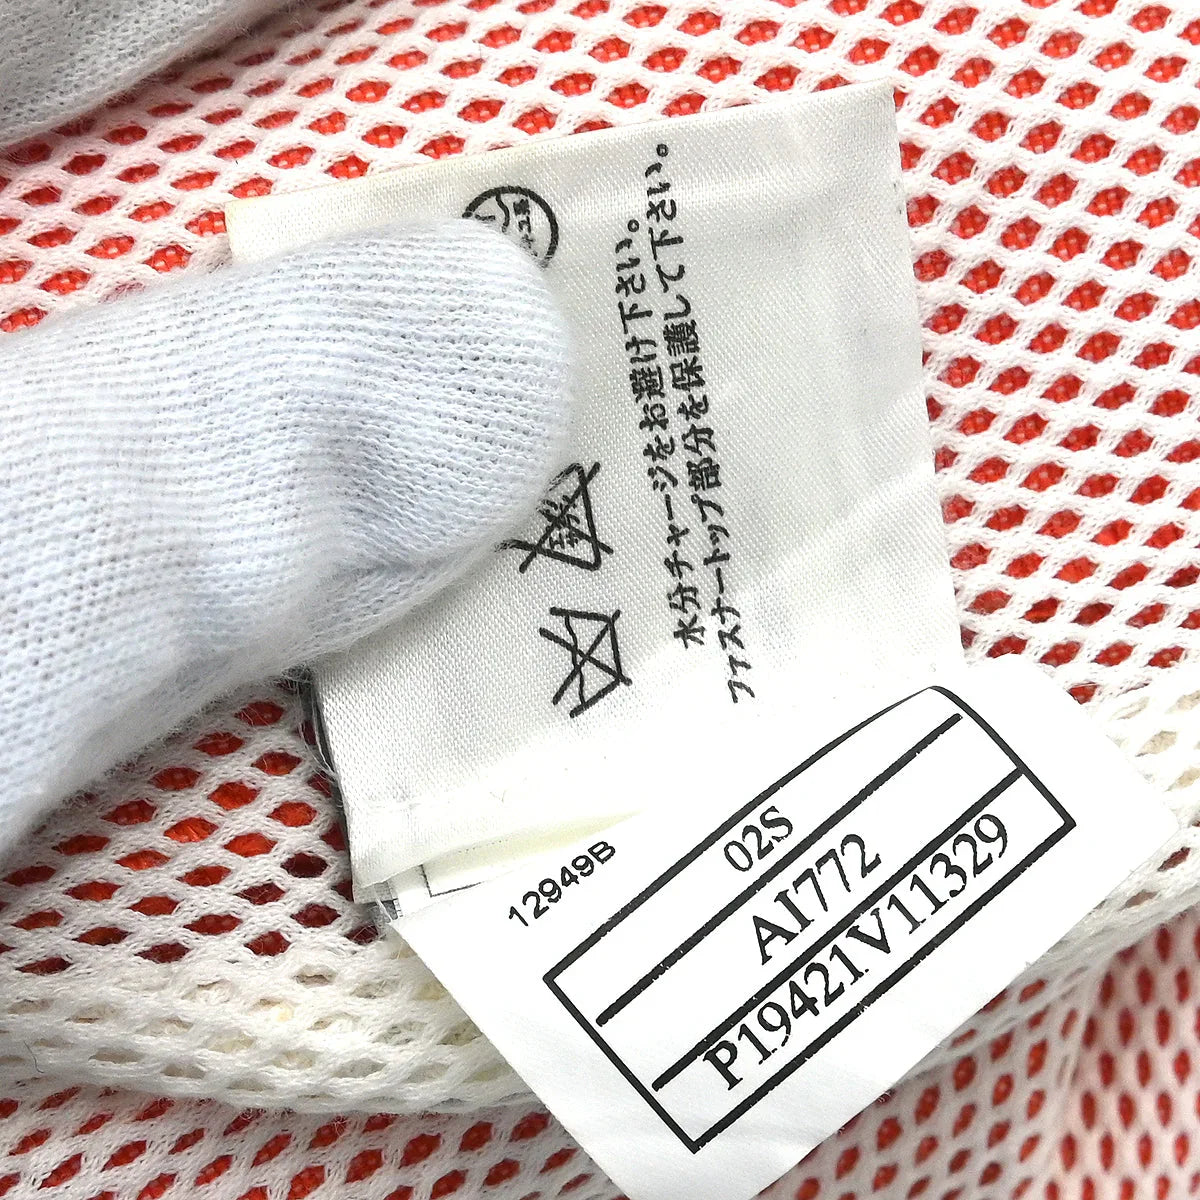 水分チャージをお避け下さい。
ファスナートップ部分を保護して下さい。
12949B
02S
AI772
P19421V11329